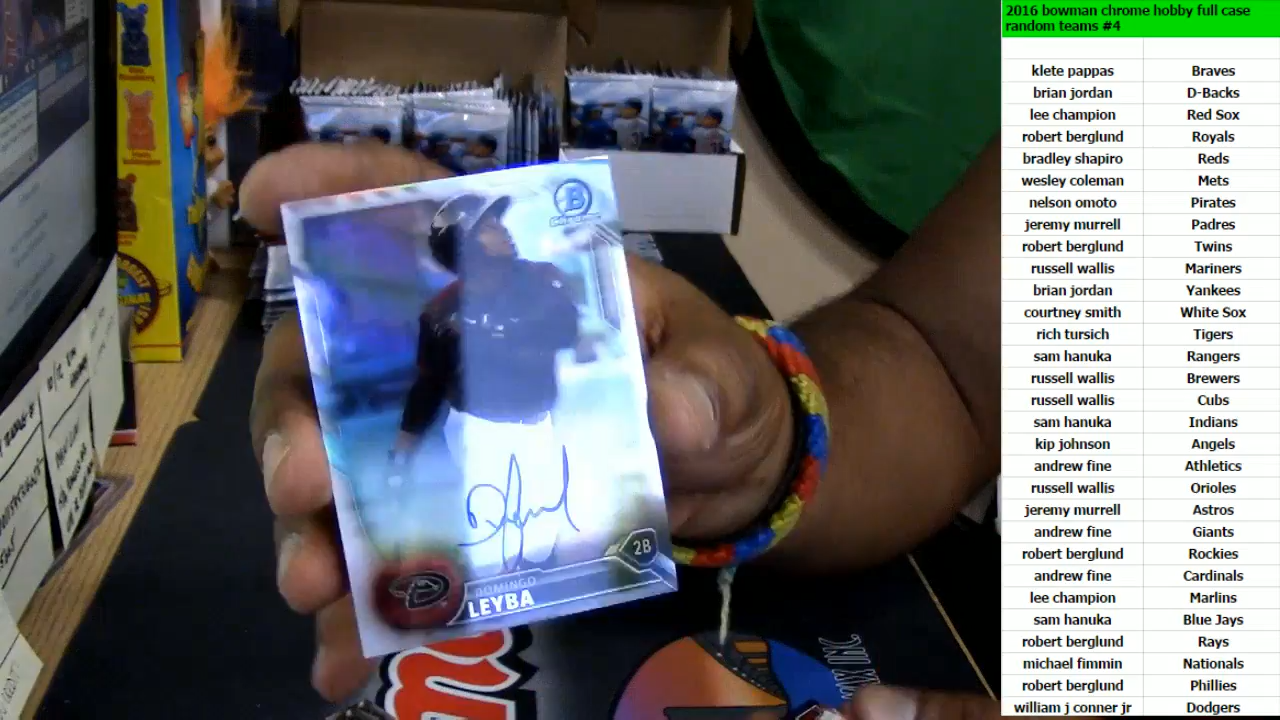 2016 bowman chrome hobby full case
random teams #4
klete pappas Braves
brian jordan D-Backs
lee champion Red Sox
robert berglund Royals
bradley shapiro Reds
wesley coleman Mets
nelson omoto Pirates
jeremy murrell Padres
robert berglund Twins
russell wallis Mariners
brian jordan Yankees
courtney smith White Sox
rich tursich Tigers
sam hanuka Rangers
russell wallis Brewers
russell wallis Cubs
sam hanuka Indians
kip johnson Angels
andrew fine Athletics
russell wallis Orioles
jeremy murrell Astros
andrew fine Giants
robert berglund Rockies
andrew fine Cardinals
lee champion Marlins
sam hanuka Blue Jays
robert berglund Rays
michael fimmin Nationals
robert berglund Phillies
william j conner jr Dodgers
B
2B
DOMINGO
LEYBA